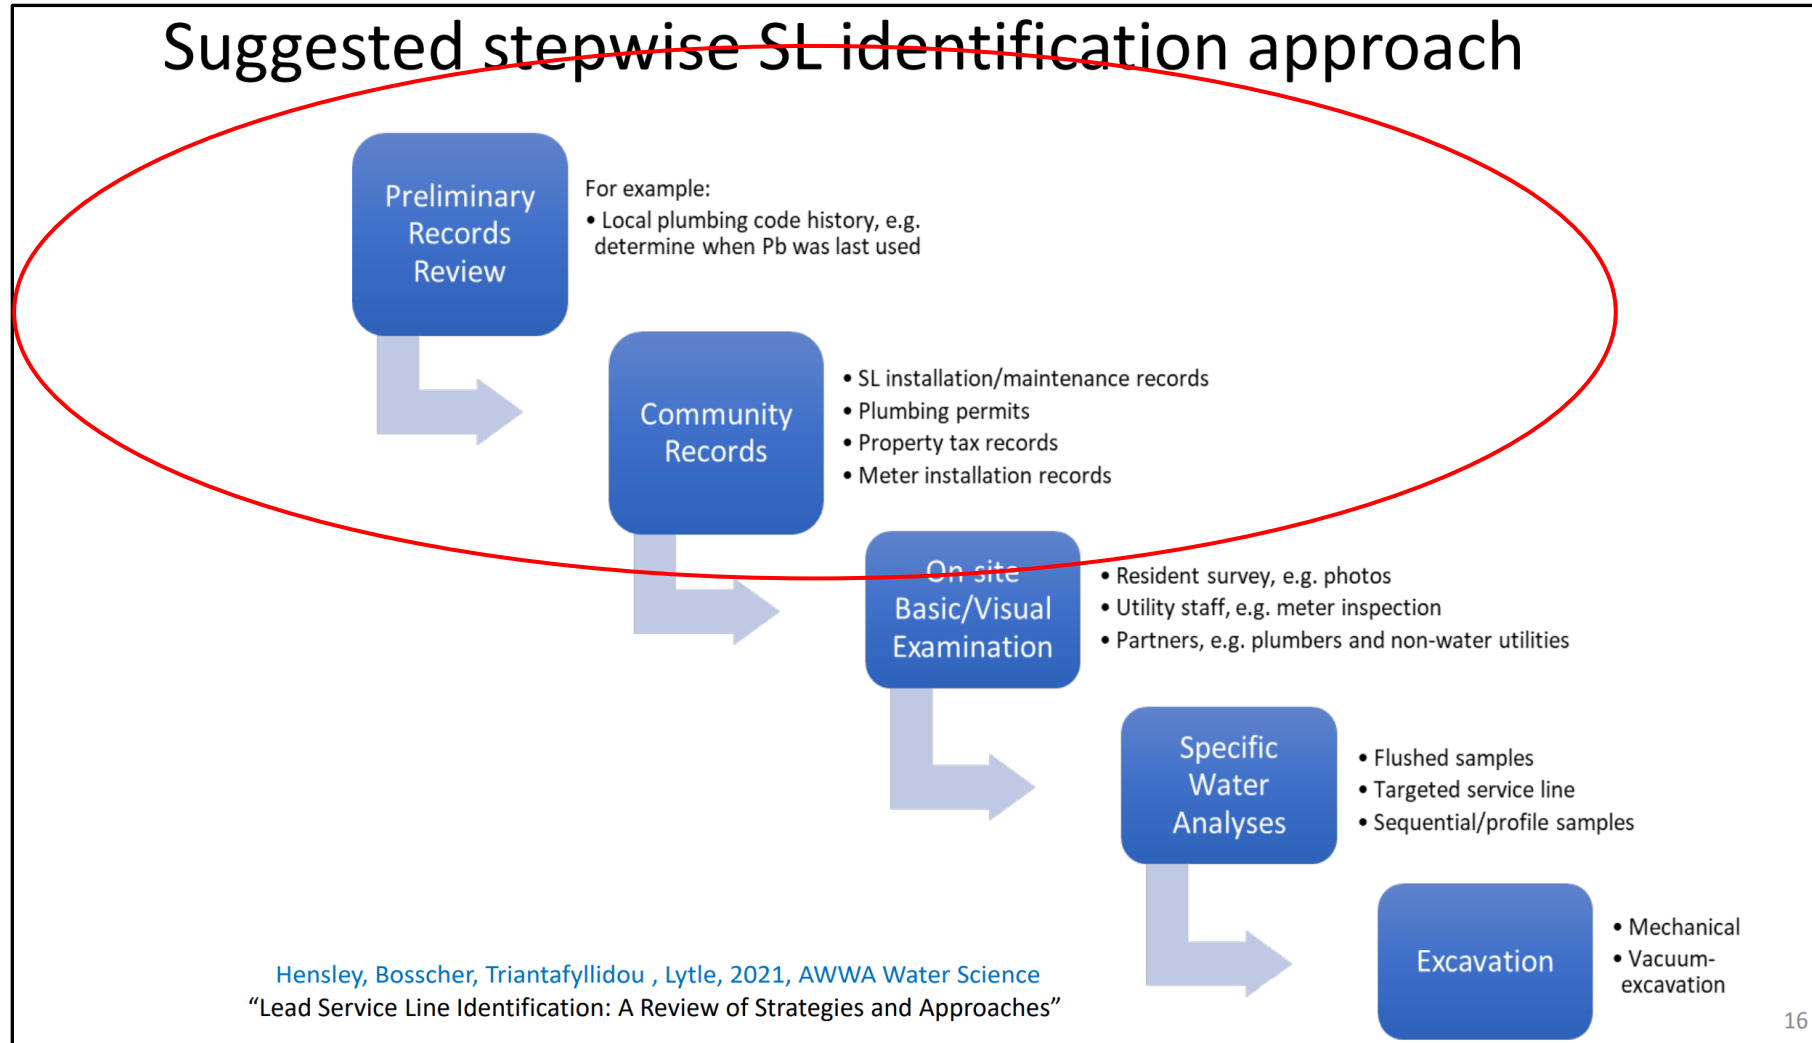 Suggested stepwise SL identification approach
Preliminary
Records
Review
For example:
• Local plumbing code history, e.g.
determine when Pb was last used
Community
Records
• SL installation/maintenance records
• Plumbing permits
• Property tax records
• Meter installation records
On-site
Basic/Visual
Examination
• Resident survey, e.g. photos
• Utility staff, e.g. meter inspection
• Partners, e.g. plumbers and non-water utilities
Specific
Water
Analyses
• Flushed samples
• Targeted service line
• Sequential/profile samples
Excavation
• Mechanical
• Vacuum-
excavation
Hensley, Bosscher, Triantafyllidou , Lytle, 2021, AWWA Water Science
“Lead Service Line Identification: A Review of Strategies and Approaches”
16